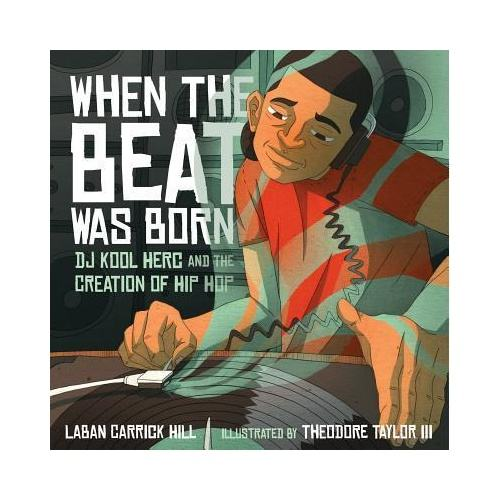 WHEN THE
BEAT
WAS BORN
DJ KOOL HERC AND THE
CREATION OF HIP HOP
LABAN CARRICK HILL ILLUSTRATED BY THEODORE TAYLOR III